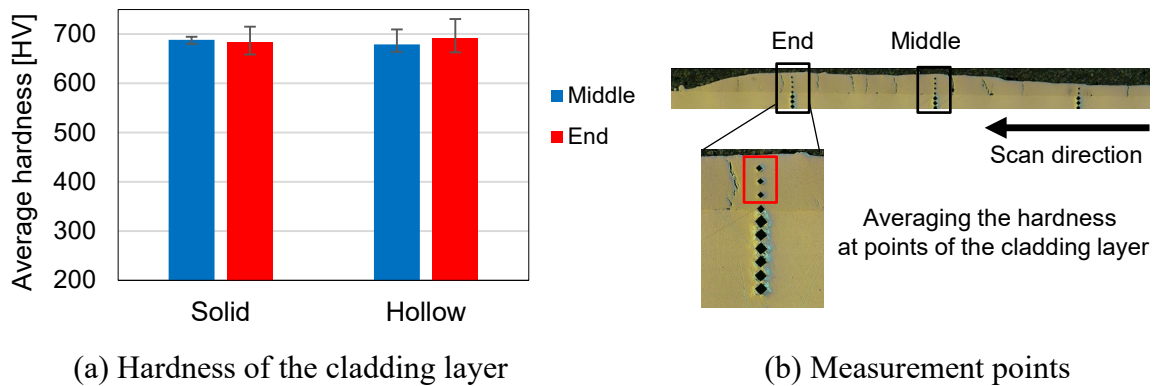 Average hardness [HV]
700
600
500
400
300
200
Solid
Hollow
Middle
End
(a) Hardness of the cladding layer
End
Middle
Scan direction
Averaging the hardness
at points of the cladding layer
(b) Measurement points